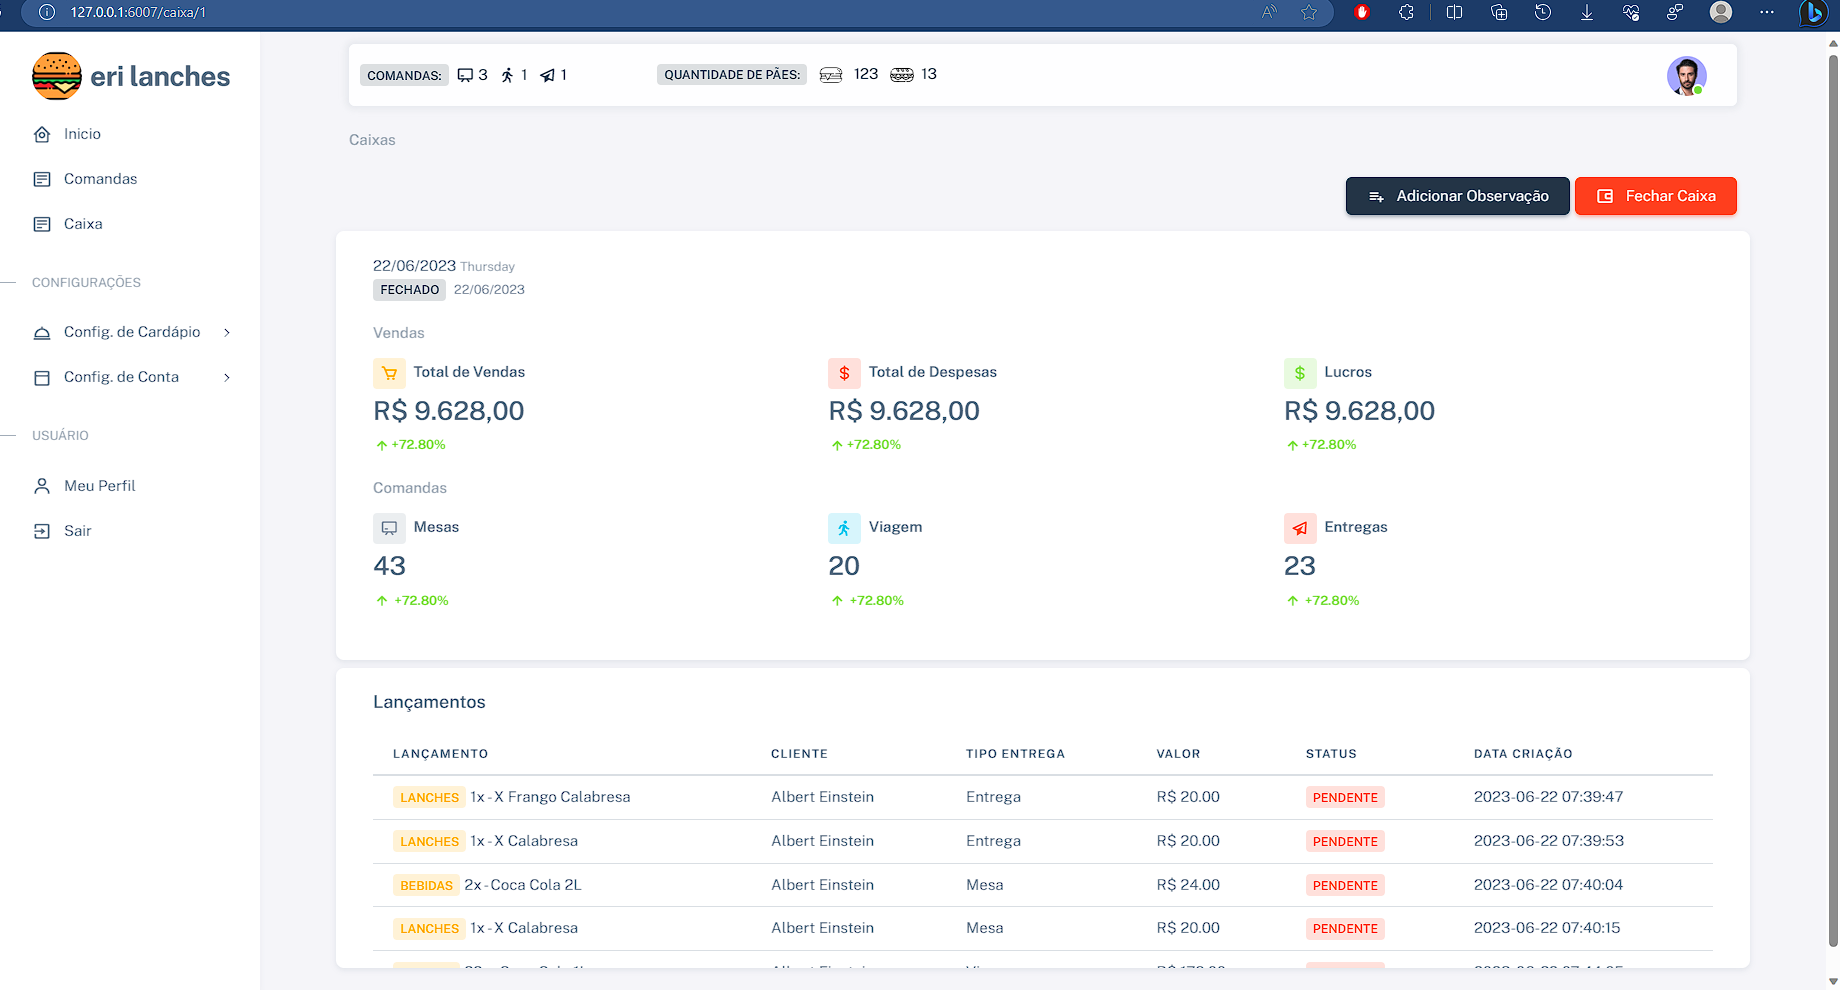 127.0.0.1:6007/caixa/1
eri lanches
COMANDAS: 3 1 1 QUANTIDADE DE PÃES: 123 13
Inicio
Comandas
Caixa
CONFIGURAÇÕES
Config. de Cardápio
Config. de Conta
USUÁRIO
Meu Perfil
Sair
Caixas
Adicionar Observação Fechar Caixa
22/06/2023 Thursday
FECHADO 22/06/2023
Vendas
Total de Vendas Total de Despesas Lucros
R$ 9.628,00 R$ 9.628,00 R$ 9.628,00
+72.80% +72.80% +72.80%
Comandas
Mesas Viagem Entregas
43 20 23
+72.80% +72.80% +72.80%
Lançamentos
LANÇAMENTO CLIENTE TIPO ENTREGA VALOR STATUS DATA CRIAÇÃO
LANCHES 1x - X Frango Calabresa Albert Einstein Entrega R$ 20.00 PENDENTE 2023-06-22 07:39:47
LANCHES 1x - X Calabresa Albert Einstein Entrega R$ 20.00 PENDENTE 2023-06-22 07:39:53
BEBIDAS 2x - Coca Cola 2L Albert Einstein Mesa R$ 24.00 PENDENTE 2023-06-22 07:40:04
LANCHES 1x - X Calabresa Albert Einstein Mesa R$ 20.00 PENDENTE 2023-06-22 07:40:15